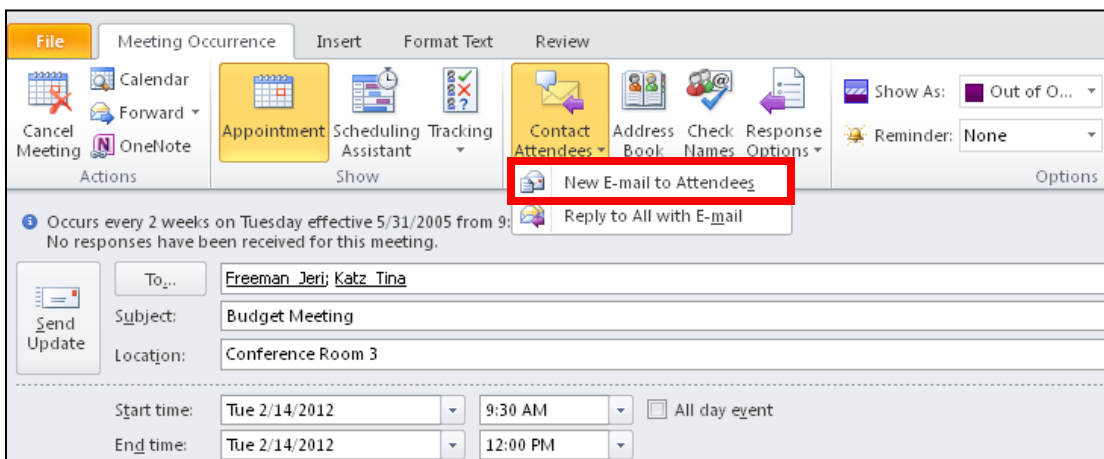 File Meeting Occurrence Insert Format Text Review
Cancel Meeting
Calendar
Forward
OneNote
Actions
Appointment
Scheduling Assistant
Tracking
Show
Contact Attendees
Address Book
Check Names
Response Options
New E-mail to Attendees
Reply to All with E-mail
Show As: Out of O...
Reminder: None
Options
Occurs every 2 weeks on Tuesday effective 5/31/2005 from 9:
No responses have been received for this meeting.
Send Update
To... Freeman Jeri; Katz Tina
Subject: Budget Meeting
Location: Conference Room 3
Start time: Tue 2/14/2012 9:30 AM All day event
End time: Tue 2/14/2012 12:00 PM